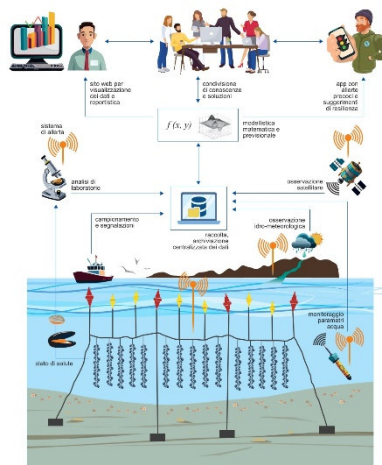 sito web per
visualizzazione
dei dati e
reportistica
condivisione
di conoscenze
e soluzioni
app con
allerte
precoci e
suggerimenti
di resilienza
f (x, y)
modellistica
matematica e
previsionale
sistema
di allerta
analisi di
laboratorio
osservazione
satellitare
campionamento
e segnalazioni
raccolta,
archiviazione
centralizzata dei dati
osservazione
idro-meteorologica
monitoraggio
parametri
acqua
stato di salute